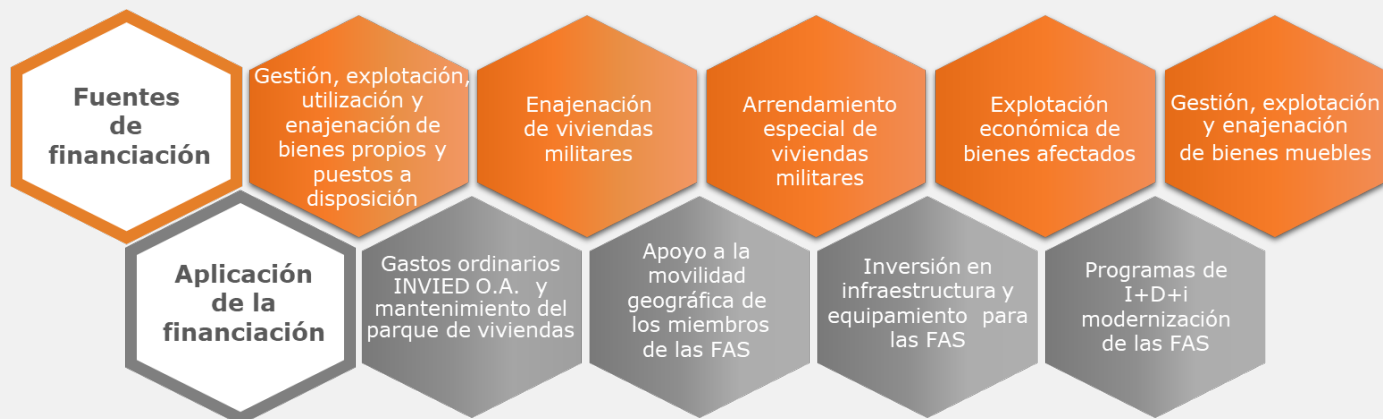 Fuentes
de
financiación
Gestión, explotación,
utilización y
enajenación de
bienes propios y
puestos a
disposición
Enajenación
de viviendas
militares
Arrendamiento
especial de
viviendas
militares
Explotación
económica de
bienes afectados
Gestión, explotación
y enajenación
de bienes muebles
Aplicación
de la
financiación
Gastos ordinarios
INVIED O.A. y
mantenimiento del
parque de viviendas
Apoyo a la
movilidad
geográfica de
los miembros
de las FAS
Inversión en
infraestructura y
equipamiento para
las FAS
Programas de
I+D+i
modernización
de las FAS